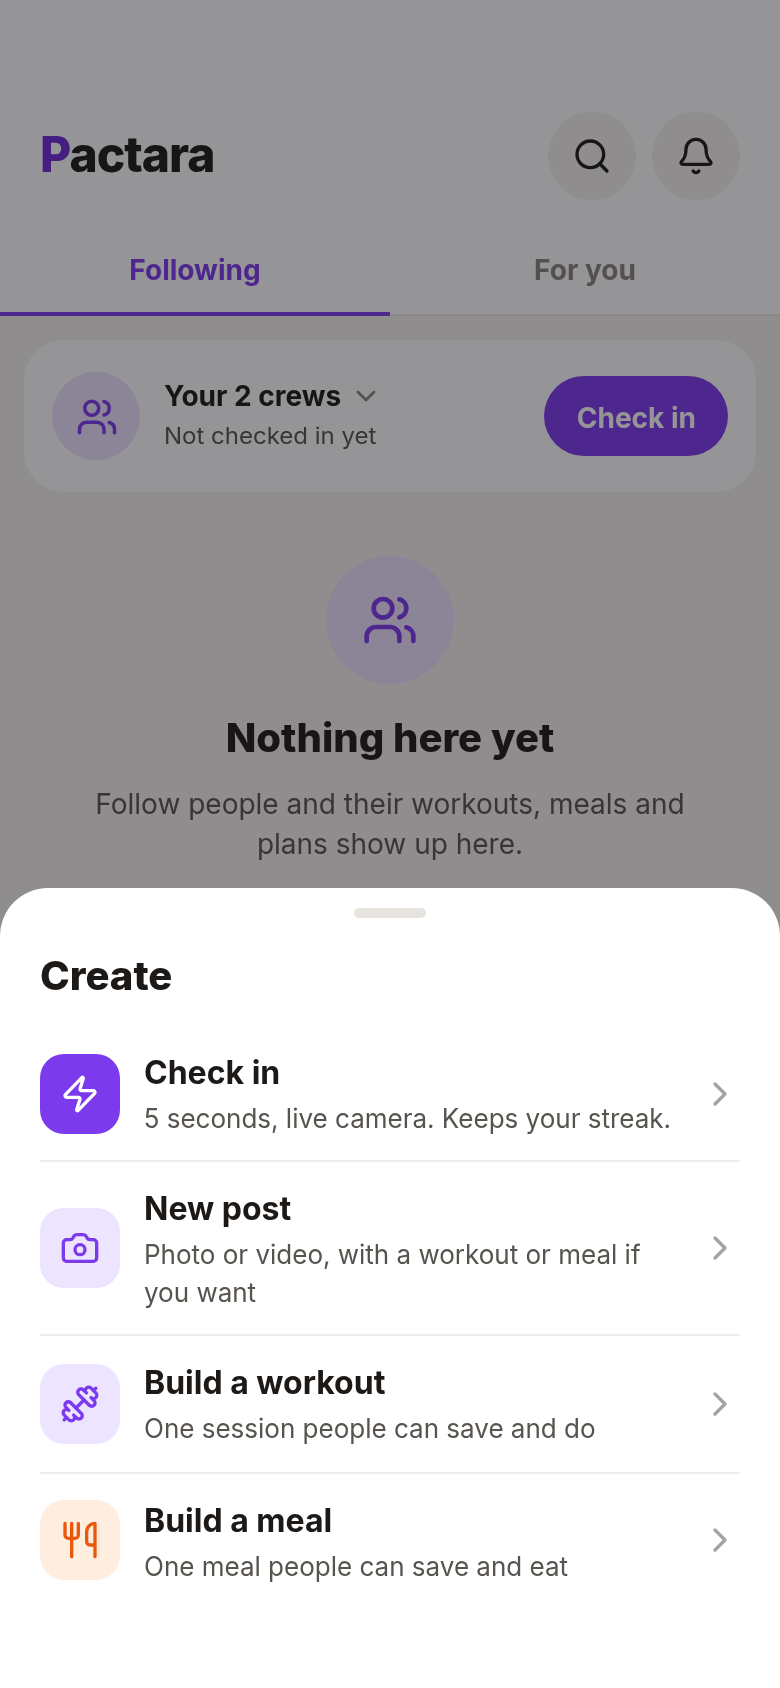 Pactara
Following
For you
Your 2 crews
Not checked in yet
Check in
Nothing here yet
Follow people and their workouts, meals and
plans show up here.
Create
Check in
5 seconds, live camera. Keeps your streak.
New post
Photo or video, with a workout or meal if
you want
Build a workout
One session people can save and do
Build a meal
One meal people can save and eat